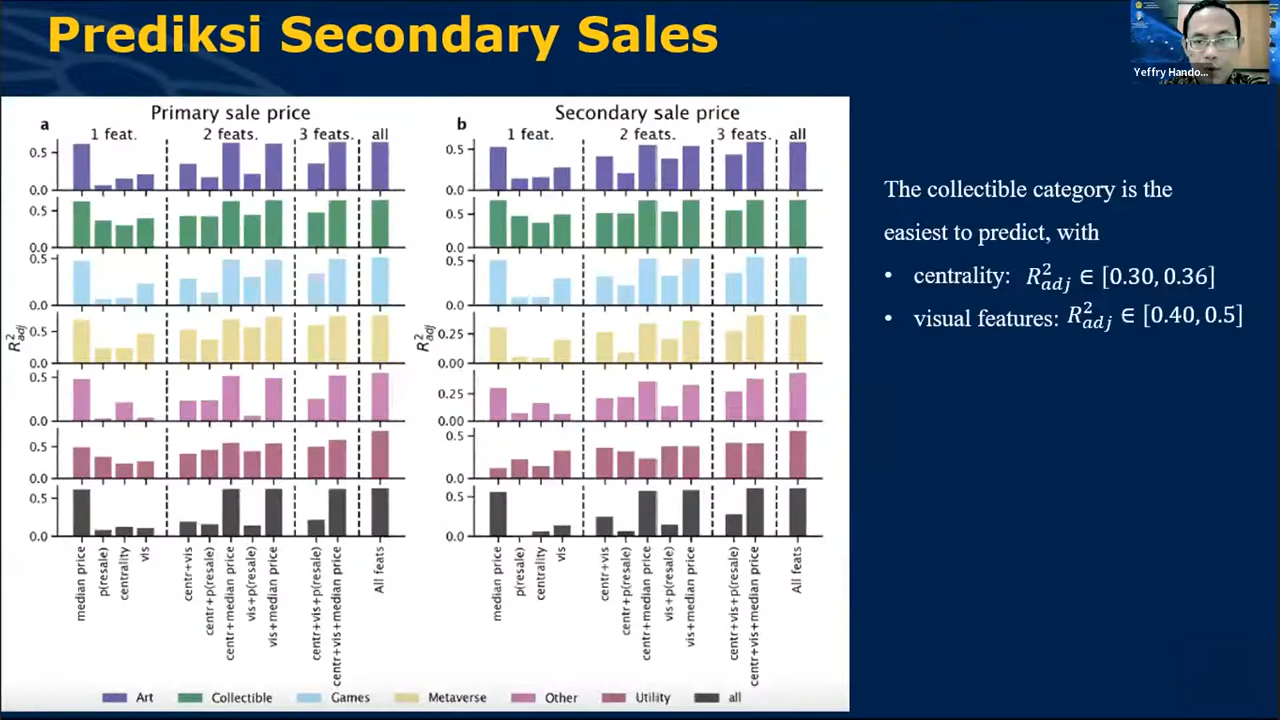 Prediksi Secondary Sales
Yeffry Hando...
Primary sale price
a
1 feat.
2 feats.
3 feats.
all
0.5
0.0
0.5
0.0
0.5
0.0
0.5
0.0
0.5
0.0
0.5
0.0
0.5
0.0
R²adj
median price
p(resale)
centrality
vis
centr+vis
centr+p(resale)
centr+median price
vis+p(resale)
vis+median price
centr+vis+p(resale)
centr+vis+median price
All feats
Secondary sale price
b
1 feat.
2 feats.
3 feats.
all
0.5
0.0
0.5
0.0
0.5
0.0
0.25
0.0
0.25
0.00
0.5
0.0
0.5
0.0
R²adj
median price
p(resale)
centrality
vis
centr+vis
centr+p(resale)
centr+median price
vis+p(resale)
vis+median price
centr+vis+p(resale)
centr+vis+median price
All feats
Art
Collectible
Games
Metaverse
Other
Utility
all
The collectible category is the
easiest to predict, with
• centrality: R²adj ∈ [0.30, 0.36]
• visual features: R²adj ∈ [0.40, 0.5]